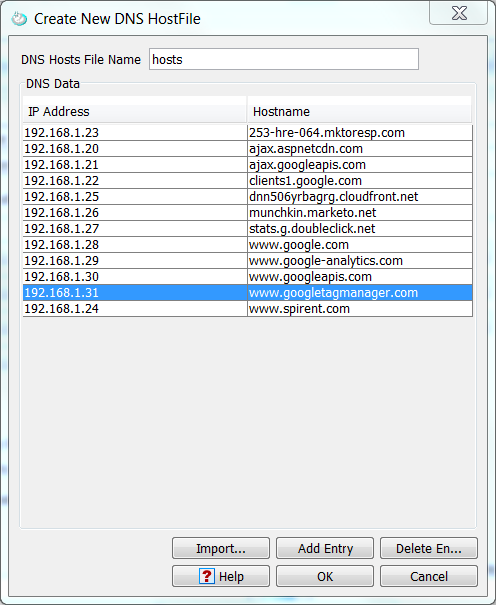 Create New DNS HostFile
DNS Hosts File Name hosts
DNS Data
IP Address Hostname
192.168.1.23 253-hre-064.mktoresp.com
192.168.1.20 ajax.aspnetcdn.com
192.168.1.21 ajax.googleapis.com
192.168.1.22 clients1.google.com
192.168.1.25 dnn506yrbagrg.cloudfront.net
192.168.1.26 munchkin.marketo.net
192.168.1.27 stats.g.doubleclick.net
192.168.1.28 www.google.com
192.168.1.29 www.google-analytics.com
192.168.1.30 www.googleapis.com
192.168.1.31 www.googletagmanager.com
192.168.1.24 www.spirent.com
Import... Add Entry Delete En...
? Help OK Cancel